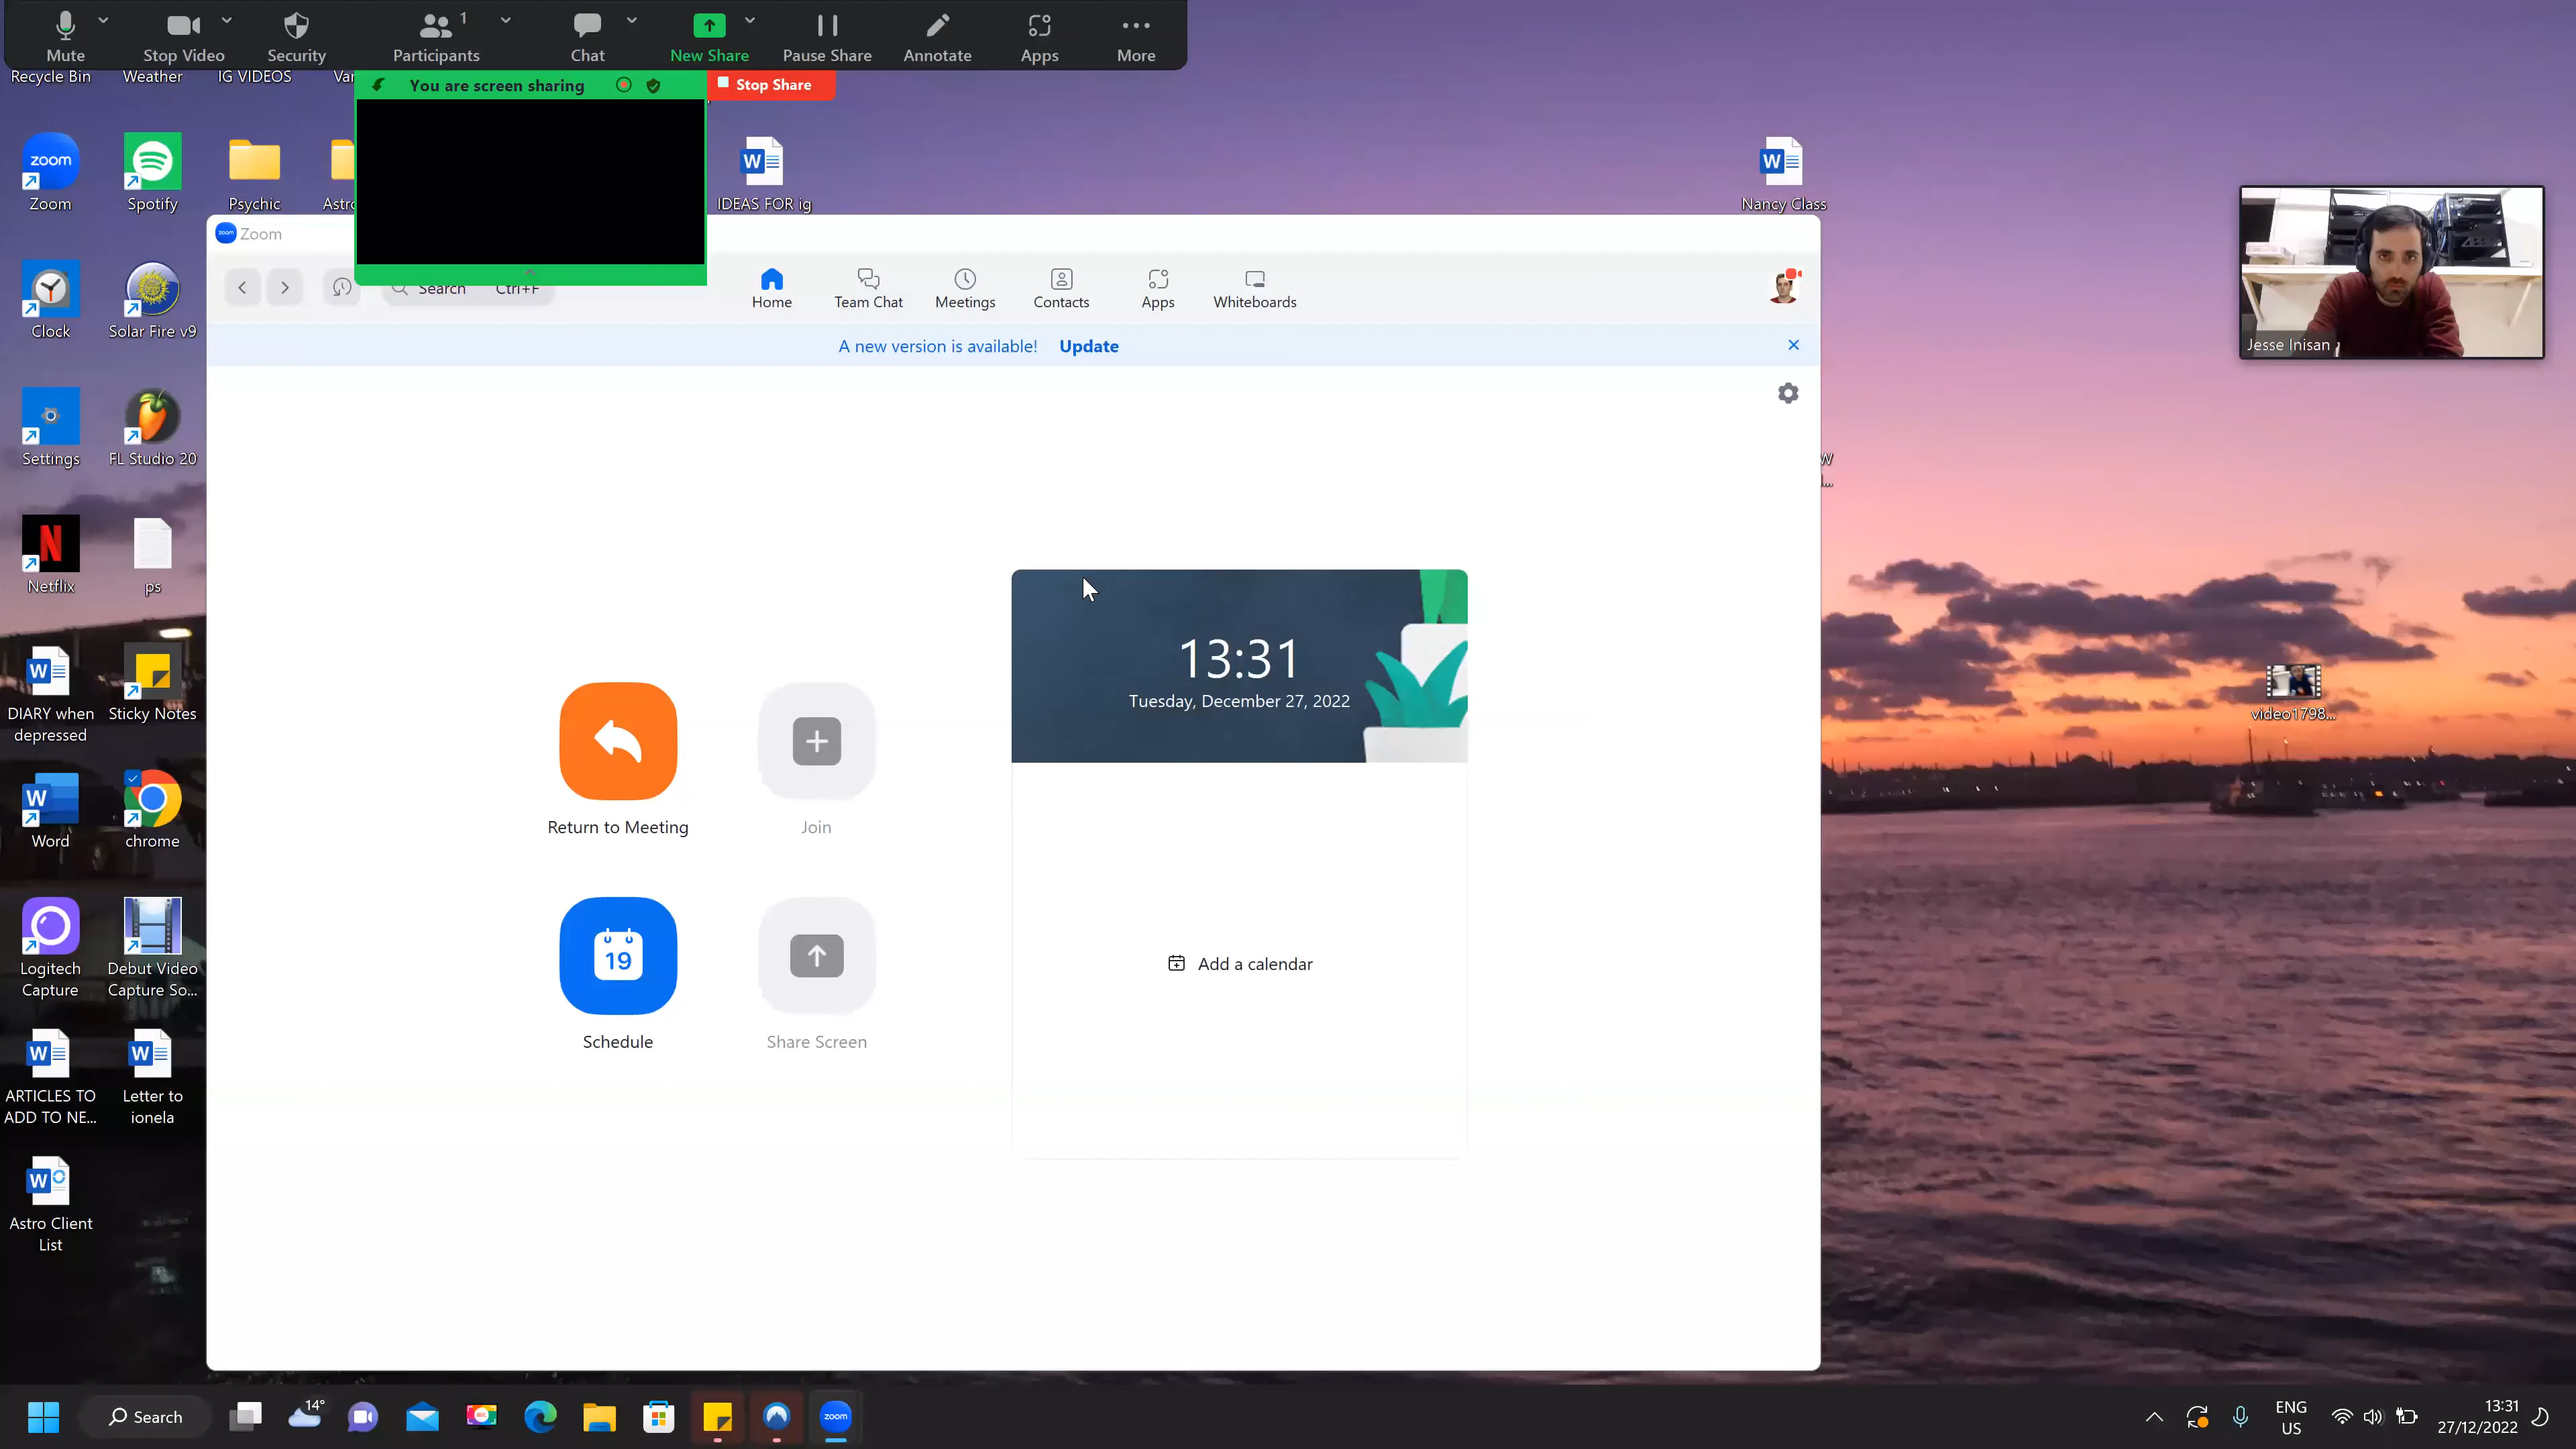 Mute
Stop Video
Security
Participants
1
Chat
New Share
Pause Share
Annotate
Apps
More
Recycle Bin
Weather
IG VIDEOS
You are screen sharing
Stop Share
zoom
Zoom
Spotify
Psychic
IDEAS FOR ig
Nancy Class
Jesse Inisan
zoom
Zoom
Search
Ctrl+F
Home
Team Chat
Meetings
Contacts
Apps
Whiteboards
A new version is available! Update
Clock
Solar Fire v9
Settings
FL Studio 20
Netflix
ps
DIARY when
depressed
Sticky Notes
Word
chrome
Logitech
Capture
Debut Video
Capture So...
ARTICLES TO
ADD TO NE...
Letter to
ionela
Astro Client
List
13:31
Tuesday, December 27, 2022
Return to Meeting
Join
19
Schedule
Share Screen
Add a calendar
video1798...
Search
14°
zoom
ENG
US
13:31
27/12/2022